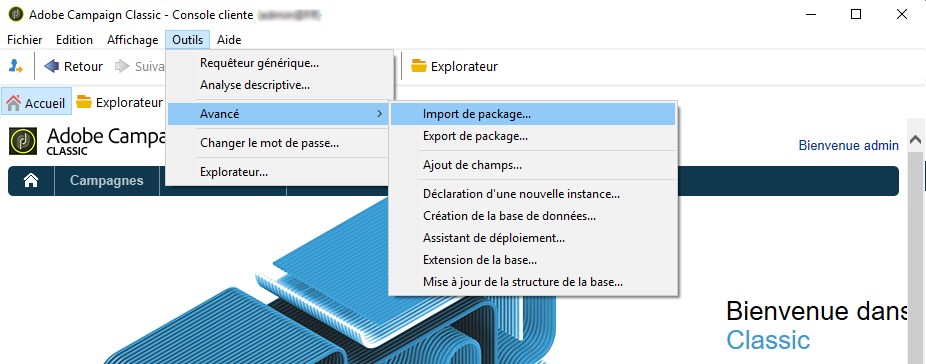 Adobe Campaign Classic - Console cliente
Fichier Edition Affichage Outils Aide
Retour Suiva Explorateur
Accueil Explorateur
Requêteur générique...
Analyse descriptive...
Avancé
Changer le mot de passe...
Explorateur...
Import de package...
Export de package...
Ajout de champs...
Déclaration d'une nouvelle instance...
Création de la base de données...
Assistant de déploiement...
Extension de la base...
Mise à jour de la structure de la base...
Adobe Campa
CLASSIC
Bienvenue admin
Campagnes
Bienvenue dans
Classic